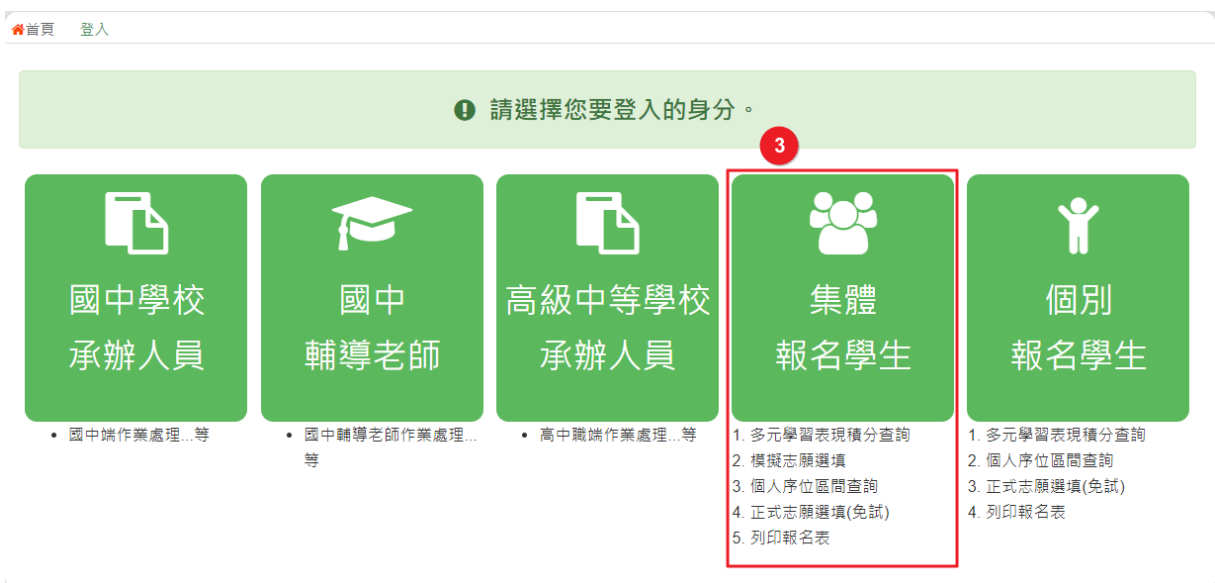 首頁 登入
請選擇您要登入的身分。
3
國中學校
承辦人員
• 國中端作業處理...等
國中
輔導老師
• 國中輔導老師作業處理...
等
高級中等學校
承辦人員
• 高中職端作業處理...等
集體
報名學生
1. 多元學習表現積分查詢
2. 模擬志願選填
3. 個人序位區間查詢
4. 正式志願選填(免試)
5. 列印報名表
個別
報名學生
1. 多元學習表現積分查詢
2. 個人序位區間查詢
3. 正式志願選填(免試)
4. 列印報名表